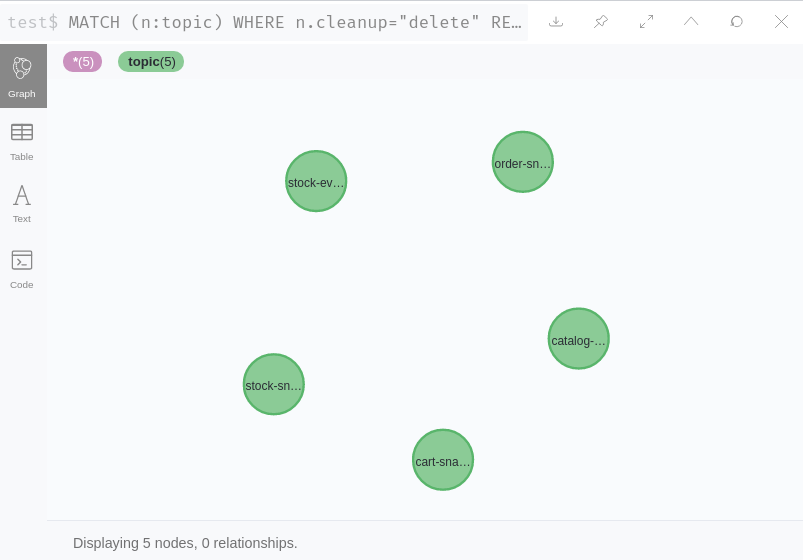 test$ MATCH (n:topic) WHERE n.cleanup="delete" RE…
*(5) topic(5)
Graph
Table
Text
Code
order-sn…
stock-ev…
catalog-…
stock-sn…
cart-sna…
Displaying 5 nodes, 0 relationships.